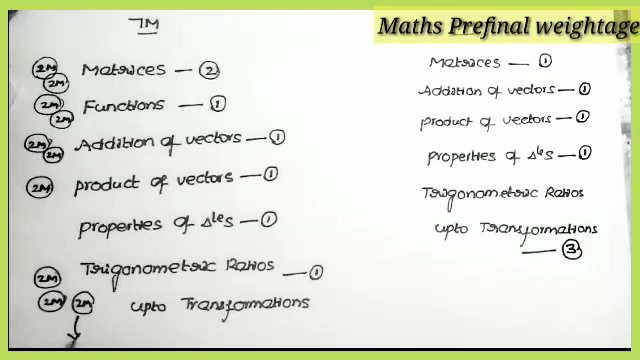 Maths Prefinal weightage
7M
2M 2M Matrices — 2
2M 2M Functions — 1
2M 2M Addition of vectors — 1
2M product of vectors — 1
properties of Δles — 1
2M Trigonometric Ratios — 1
2M 2M upto Transformations
Matrices — 1
Addition of vectors — 1
product of vectors — 1
properties of Δles — 1
Trigonometric Ratios
upto Transformations
— 3